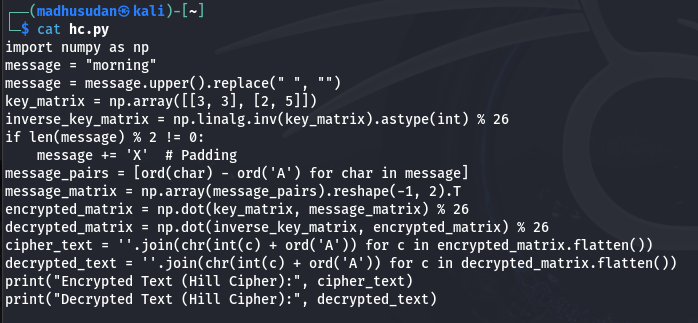 ┌──(madhusudan㉿kali)-[~]
└─$ cat hc.py
import numpy as np
message = "morning"
message = message.upper().replace(" ", "")
key_matrix = np.array([[3, 3], [2, 5]])
inverse_key_matrix = np.linalg.inv(key_matrix).astype(int) % 26
if len(message) % 2 != 0:
    message += 'X'  # Padding
message_pairs = [ord(char) - ord('A') for char in message]
message_matrix = np.array(message_pairs).reshape(-1, 2).T
encrypted_matrix = np.dot(key_matrix, message_matrix) % 26
decrypted_matrix = np.dot(inverse_key_matrix, encrypted_matrix) % 26
cipher_text = ''.join(chr(int(c) + ord('A')) for c in encrypted_matrix.flatten())
decrypted_text = ''.join(chr(int(c) + ord('A')) for c in decrypted_matrix.flatten())
print("Encrypted Text (Hill Cipher):", cipher_text)
print("Decrypted Text (Hill Cipher):", decrypted_text)